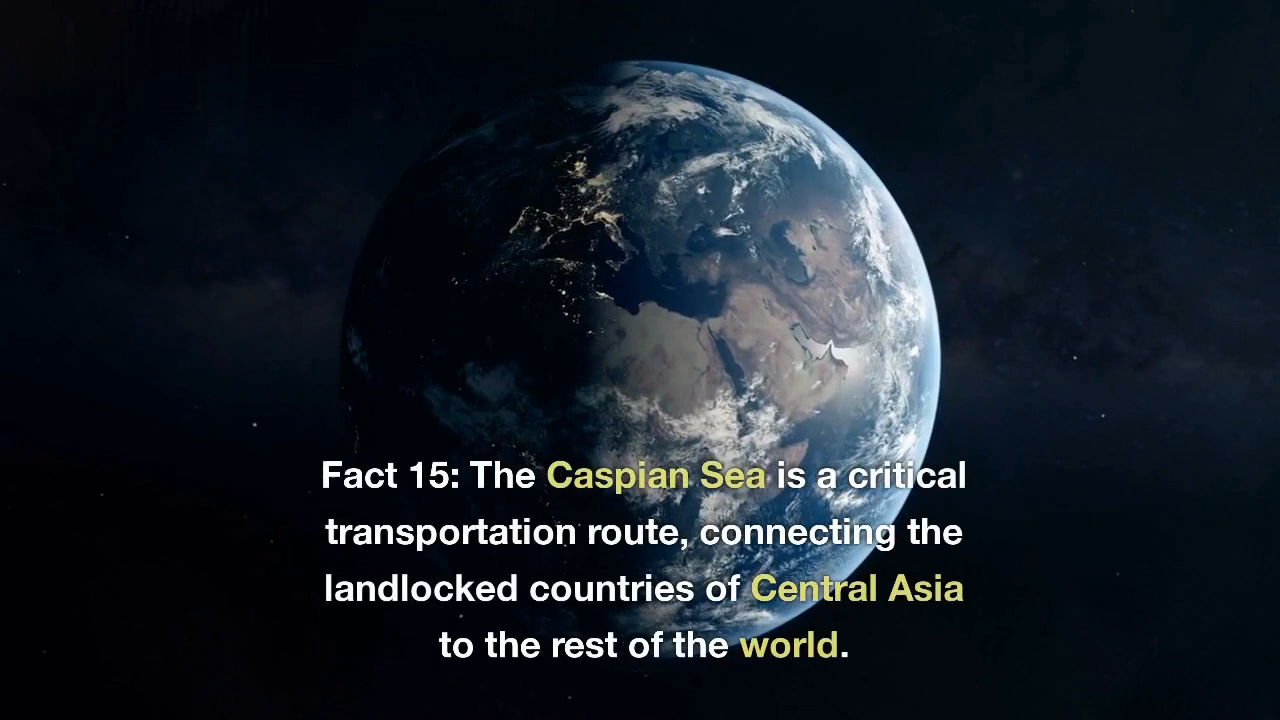 Fact 15: The Caspian Sea is a critical
transportation route, connecting the
landlocked countries of Central Asia
to the rest of the world.